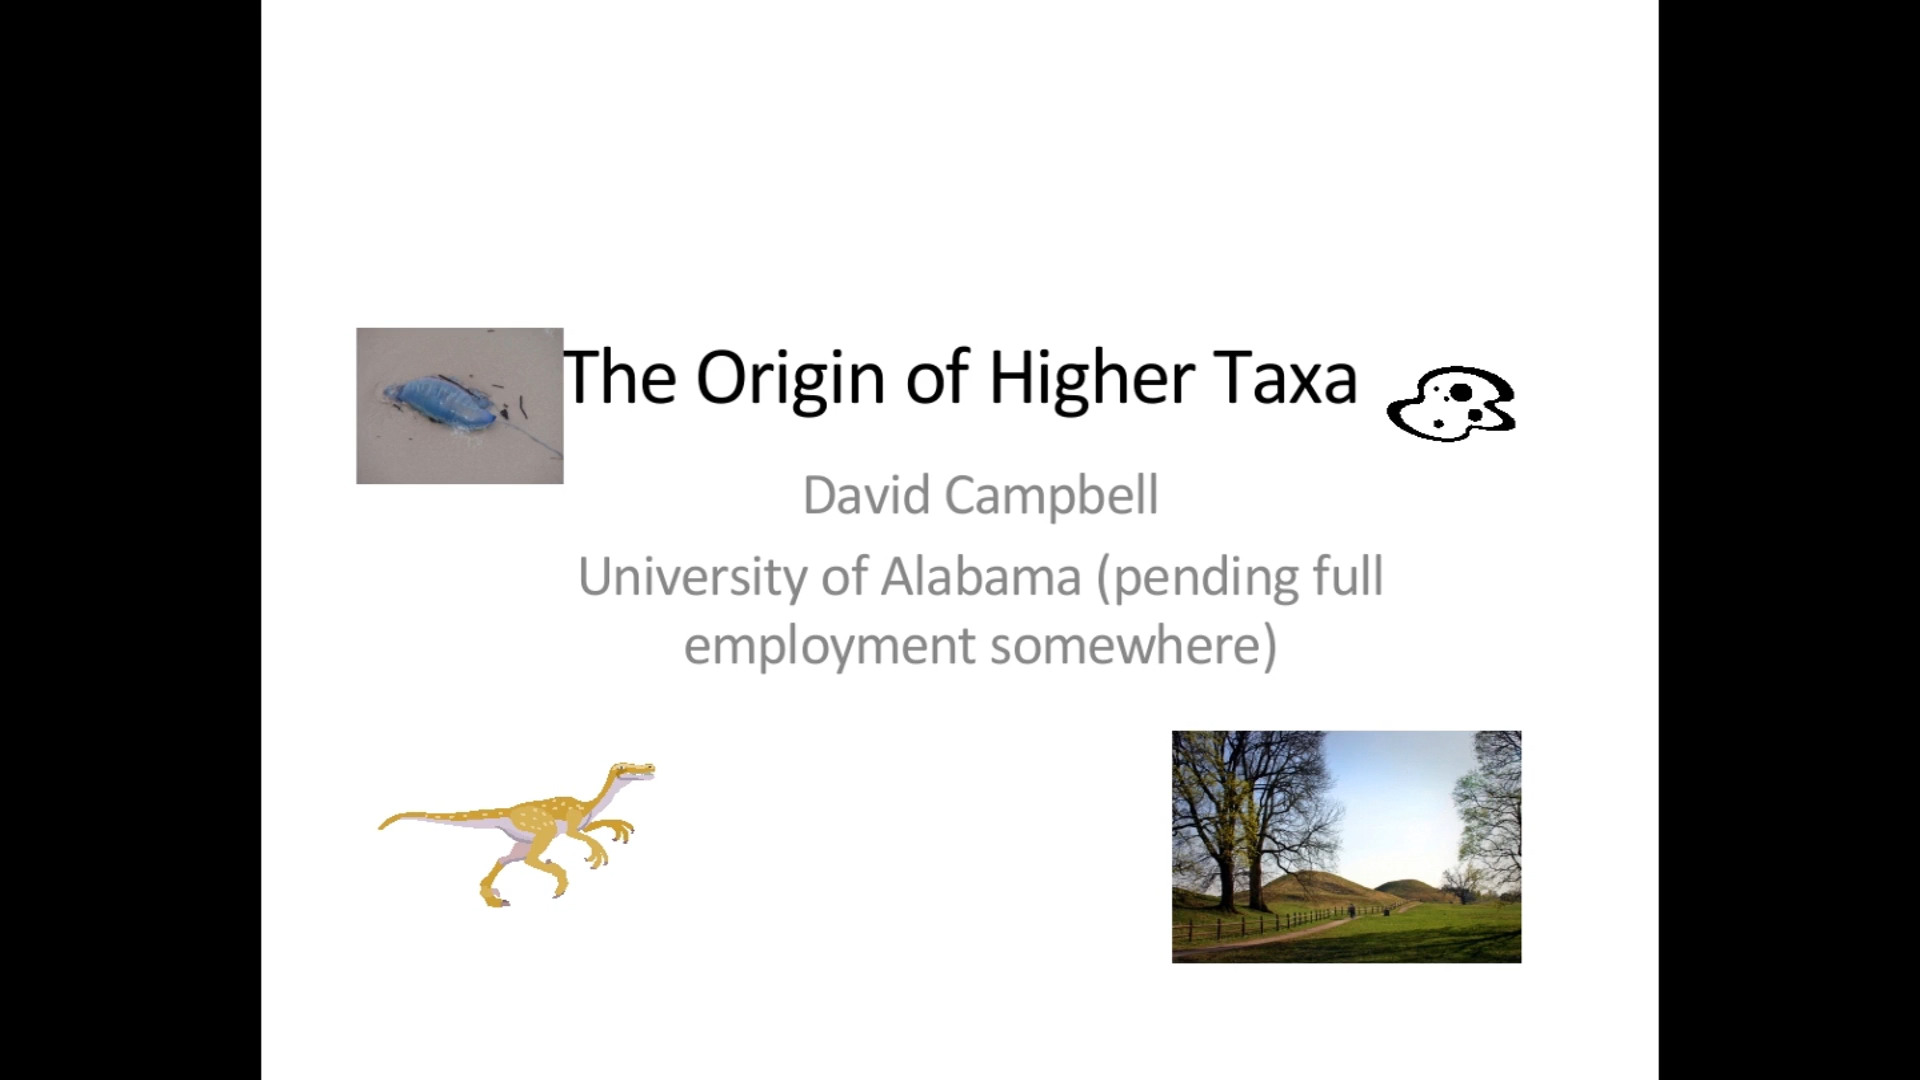 The Origin of Higher Taxa
David Campbell
University of Alabama (pending full
employment somewhere)